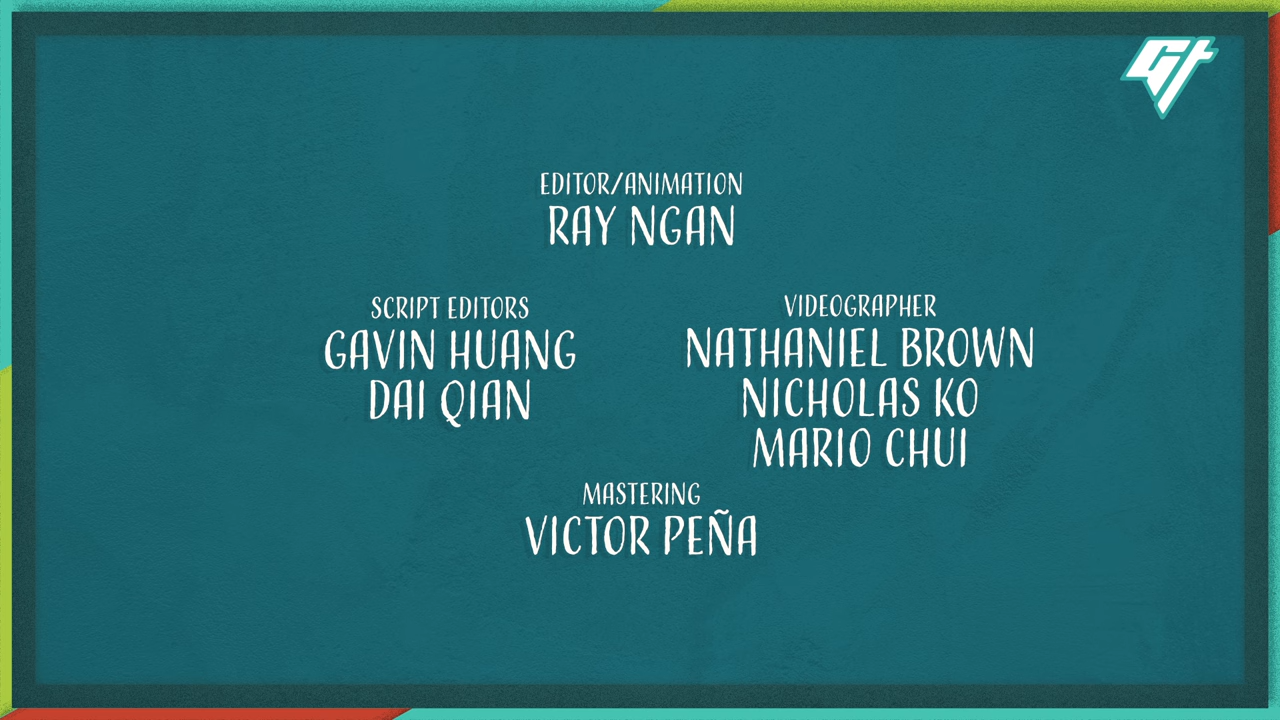 Gt
EDITOR/ANIMATION
RAY NGAN
SCRIPT EDITORS
GAVIN HUANG
DAI QIAN
VIDEOGRAPHER
NATHANIEL BROWN
NICHOLAS KO
MARIO CHUI
MASTERING
VICTOR PEÑA